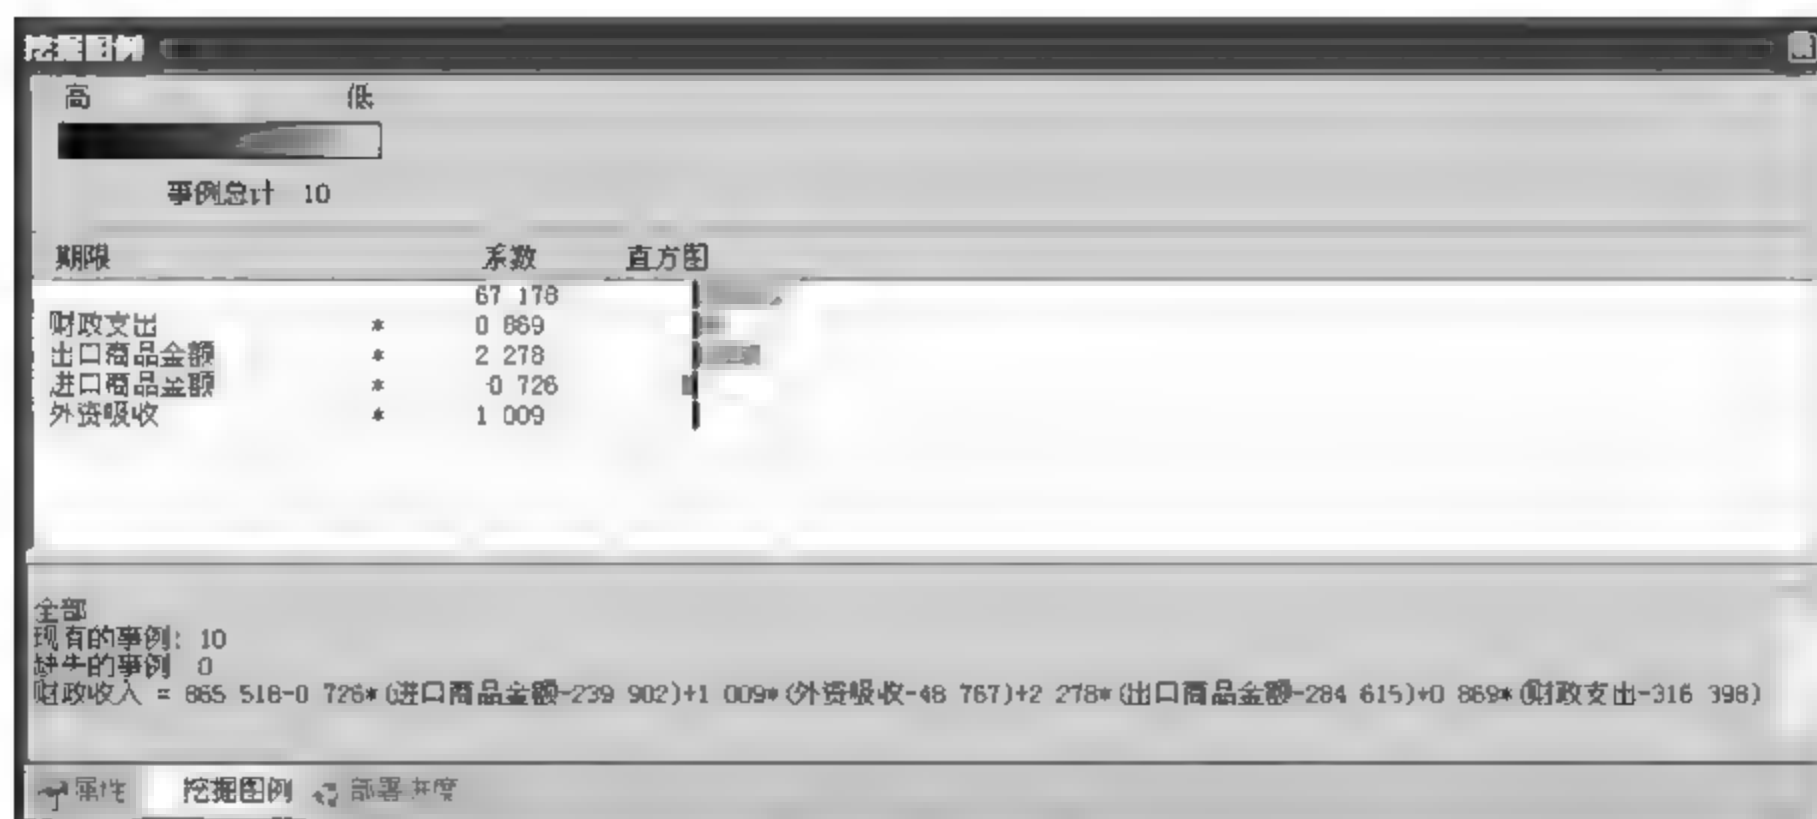 挖掘图例
高 低
事例总计 10
期限 系数 直方图
67 178
财政支出 * 0 869
出口商品金额 * 2 278
进口商品金额 * -0 726
外资吸收 * 1 009
全部
现有的事例: 10
缺失的事例 0
财政收入 = 865 518-0 726*(进口商品金额-239 902)+1 009*(外资吸收-48 767)+2 278*(出口商品金额-284 615)+0 869*(财政支出-316 398)
属性 挖掘图例 部署进度